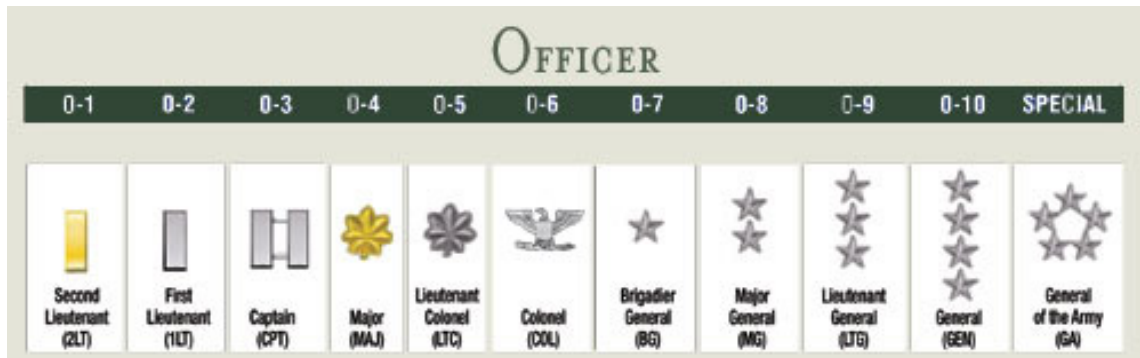 OFFICER
O-1 O-2 O-3 O-4 O-5 O-6 O-7 O-8 O-9 O-10 SPECIAL
Second Lieutenant (2LT)
First Lieutenant (1LT)
Captain (CPT)
Major (MAJ)
Lieutenant Colonel (LTC)
Colonel (COL)
Brigadier General (BG)
Major General (MG)
Lieutenant General (LTG)
General (GEN)
General of the Army (GA)